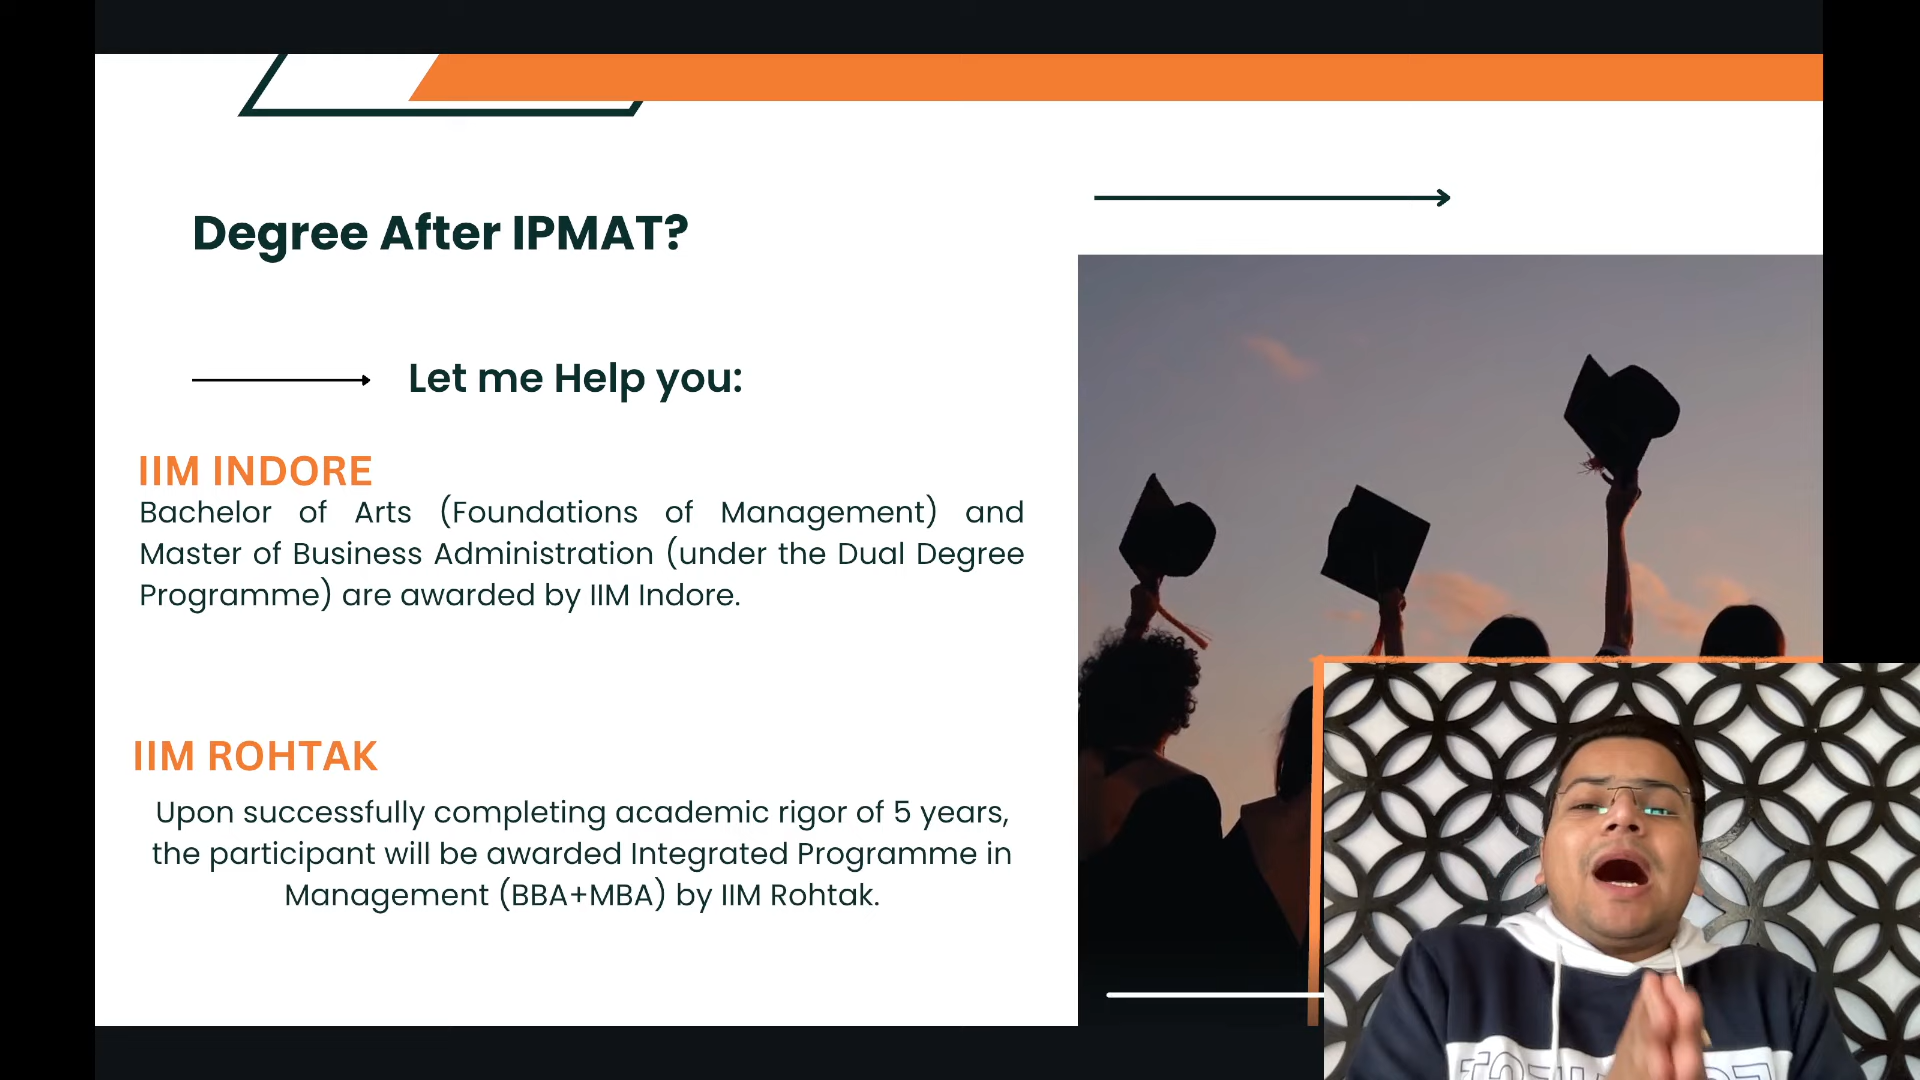 Degree After IPMAT?
Let me Help you:
IIM INDORE
Bachelor of Arts (Foundations of Management) and
Master of Business Administration (under the Dual Degree
Programme) are awarded by IIM Indore.
IIM ROHTAK
Upon successfully completing academic rigor of 5 years,
the participant will be awarded Integrated Programme in
Management (BBA+MBA) by IIM Rohtak.